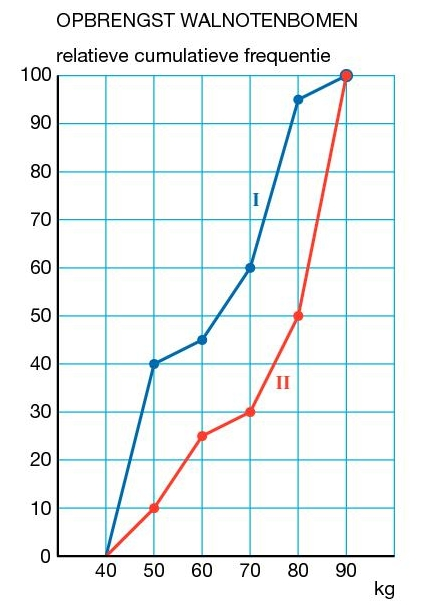 OPBRENGST WALNOTENBOMEN
relatieve cumulatieve frequentie
100
90
80
70
I
60
50
40
II
30
20
10
0
40 50 60 70 80 90
kg